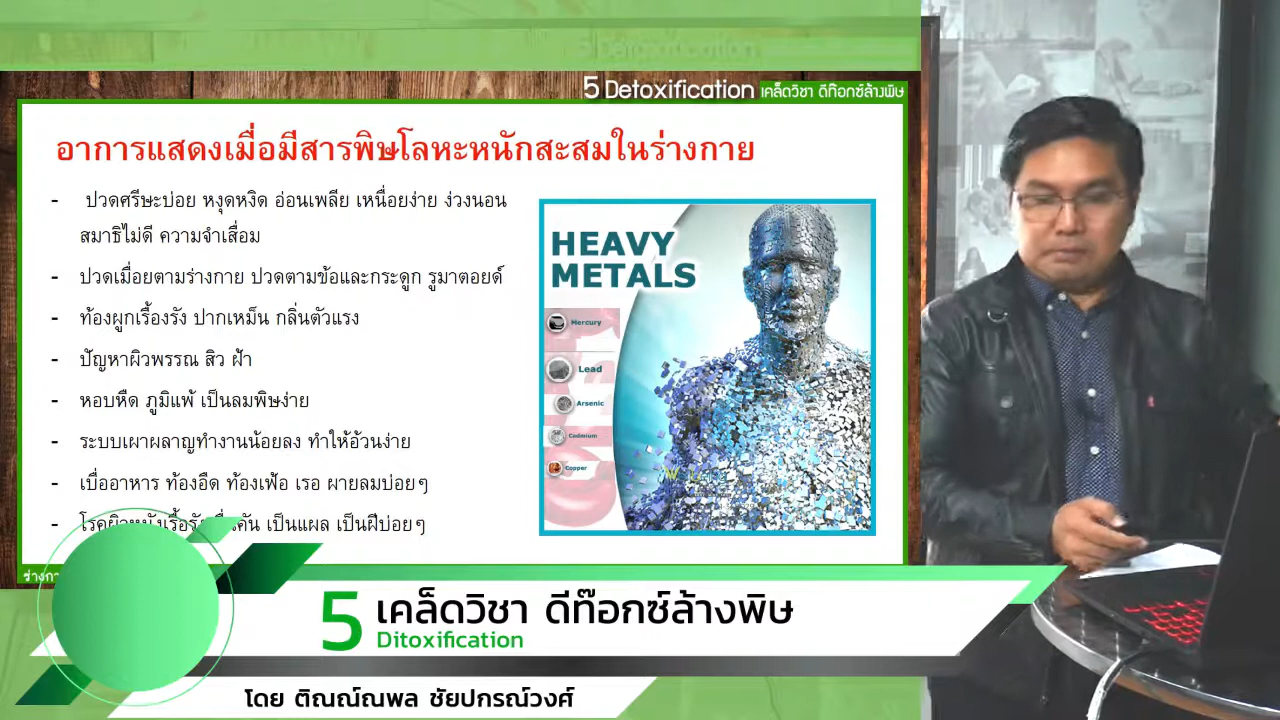 5 Detoxification เคล็ดวิชา ดีท๊อกซ์ล้างพิษ
อาการแสดงเมื่อมีสารพิษโลหะหนักสะสมในร่างกาย
- ปวดศรีษะบ่อย หงุดหงิด อ่อนเพลีย เหนื่อยง่าย ง่วงนอน
สมาธิไม่ดี ความจำเสื่อม
- ปวดเมื่อยตามร่างกาย ปวดตามข้อและกระดูก รูมาตอยด์
- ท้องผูกเรื้องรัง ปากเหม็น กลิ่นตัวแรง
- ปัญหาผิวพรรณ สิว ฝ้า
- หอบหืด ภูมิแพ้ เป็นลมพิษง่าย
- ระบบเผาผลาญทำงานน้อยลง ทำให้อ้วนง่าย
- เบื่ออาหาร ท้องอืด ท้องเฟ้อ เรอ ผายลมบ่อยๆ
- โรคผิวหนังเรื้อรัง คัน เป็นแผล เป็นฝีบ่อยๆ
HEAVY
METALS
Mercury
Lead
Arsenic
Cadmium
Copper
5 เคล็ดวิชา ดีท๊อกซ์ล้างพิษ
Ditoxification
โดย ติณณ์ณพล ชัยปกรณ์วงศ์